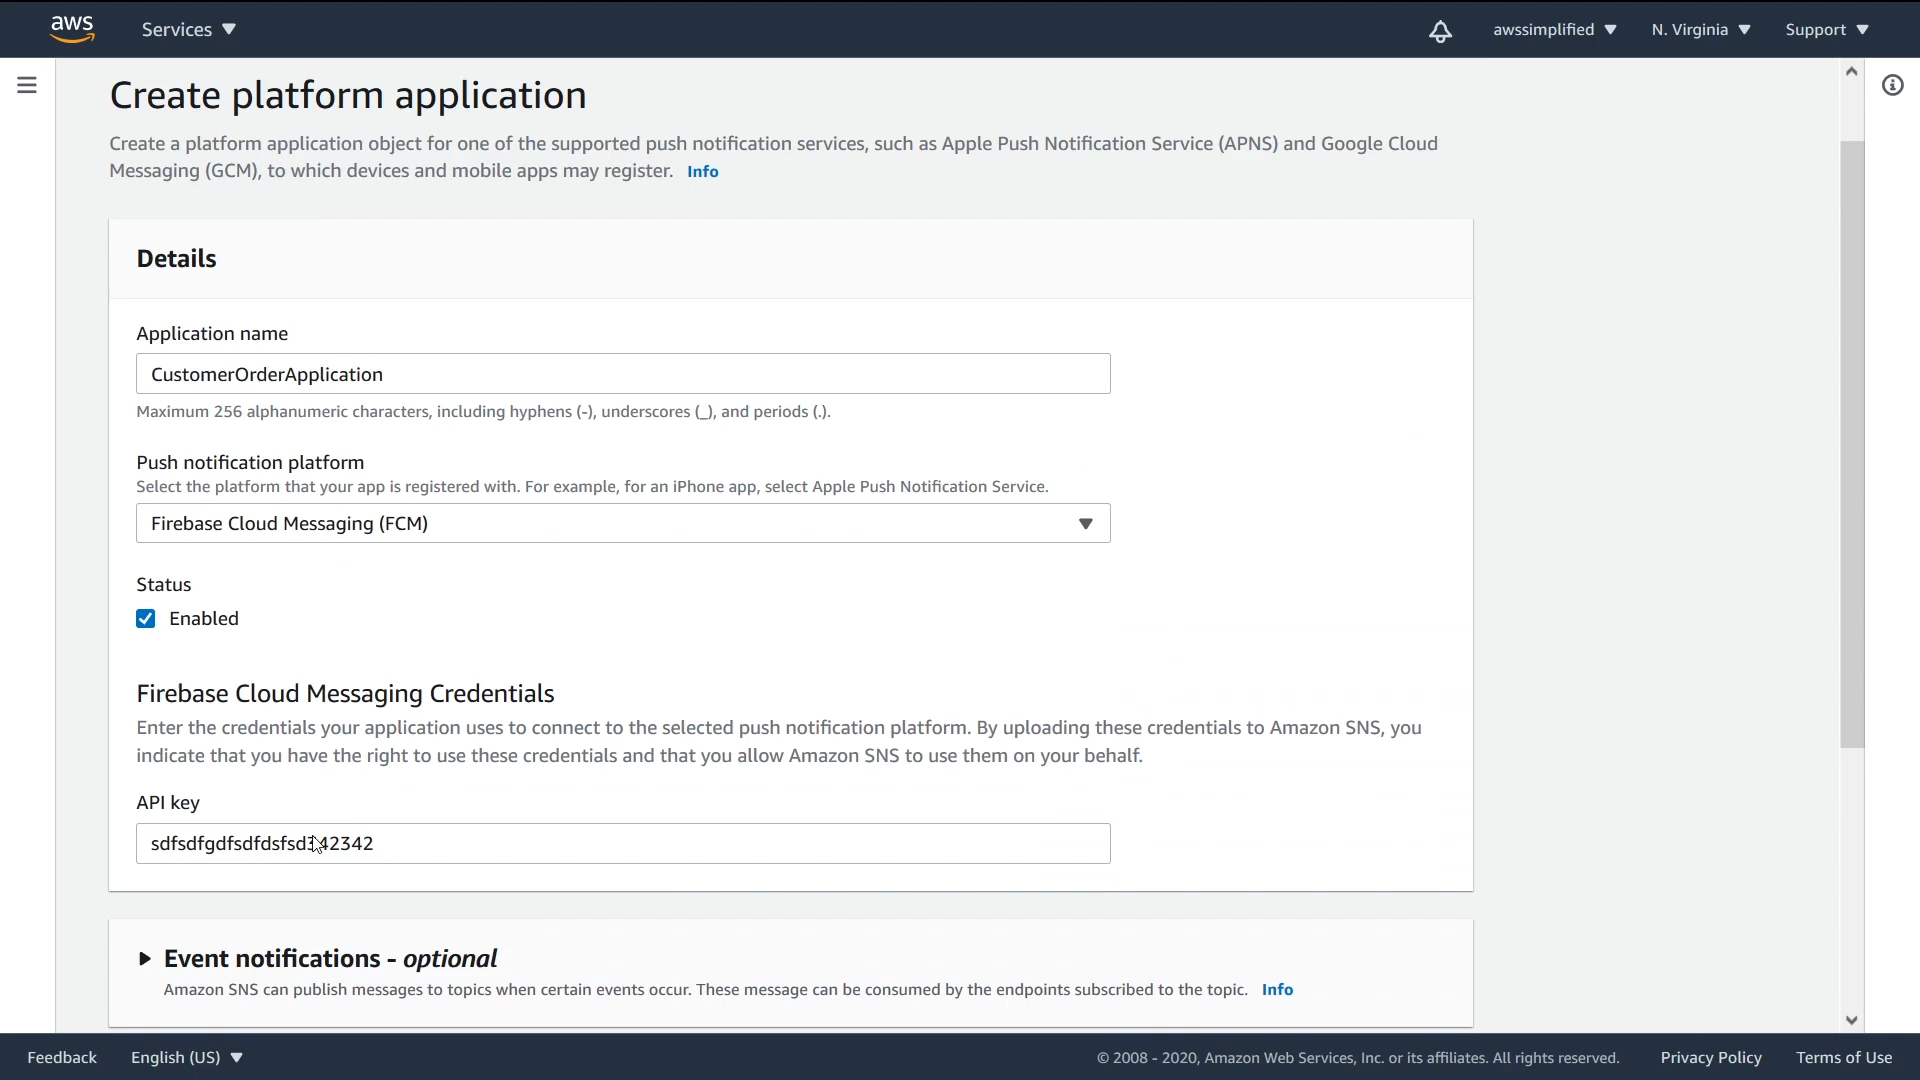 aws
Services
awssimplified
N. Virginia
Support
Create platform application
Create a platform application object for one of the supported push notification services, such as Apple Push Notification Service (APNS) and Google Cloud
Messaging (GCM), to which devices and mobile apps may register. Info
Details
Application name
CustomerOrderApplication
Maximum 256 alphanumeric characters, including hyphens (-), underscores (_), and periods (.).
Push notification platform
Select the platform that your app is registered with. For example, for an iPhone app, select Apple Push Notification Service.
Firebase Cloud Messaging (FCM)
Status
Enabled
Firebase Cloud Messaging Credentials
Enter the credentials your application uses to connect to the selected push notification platform. By uploading these credentials to Amazon SNS, you
indicate that you have the right to use these credentials and that you allow Amazon SNS to use them on your behalf.
API key
Event notifications - optional
Amazon SNS can publish messages to topics when certain events occur. These message can be consumed by the endpoints subscribed to the topic. Info
Feedback
English (US)
© 2008 - 2020, Amazon Web Services, Inc. or its affiliates. All rights reserved.
Privacy Policy
Terms of Use